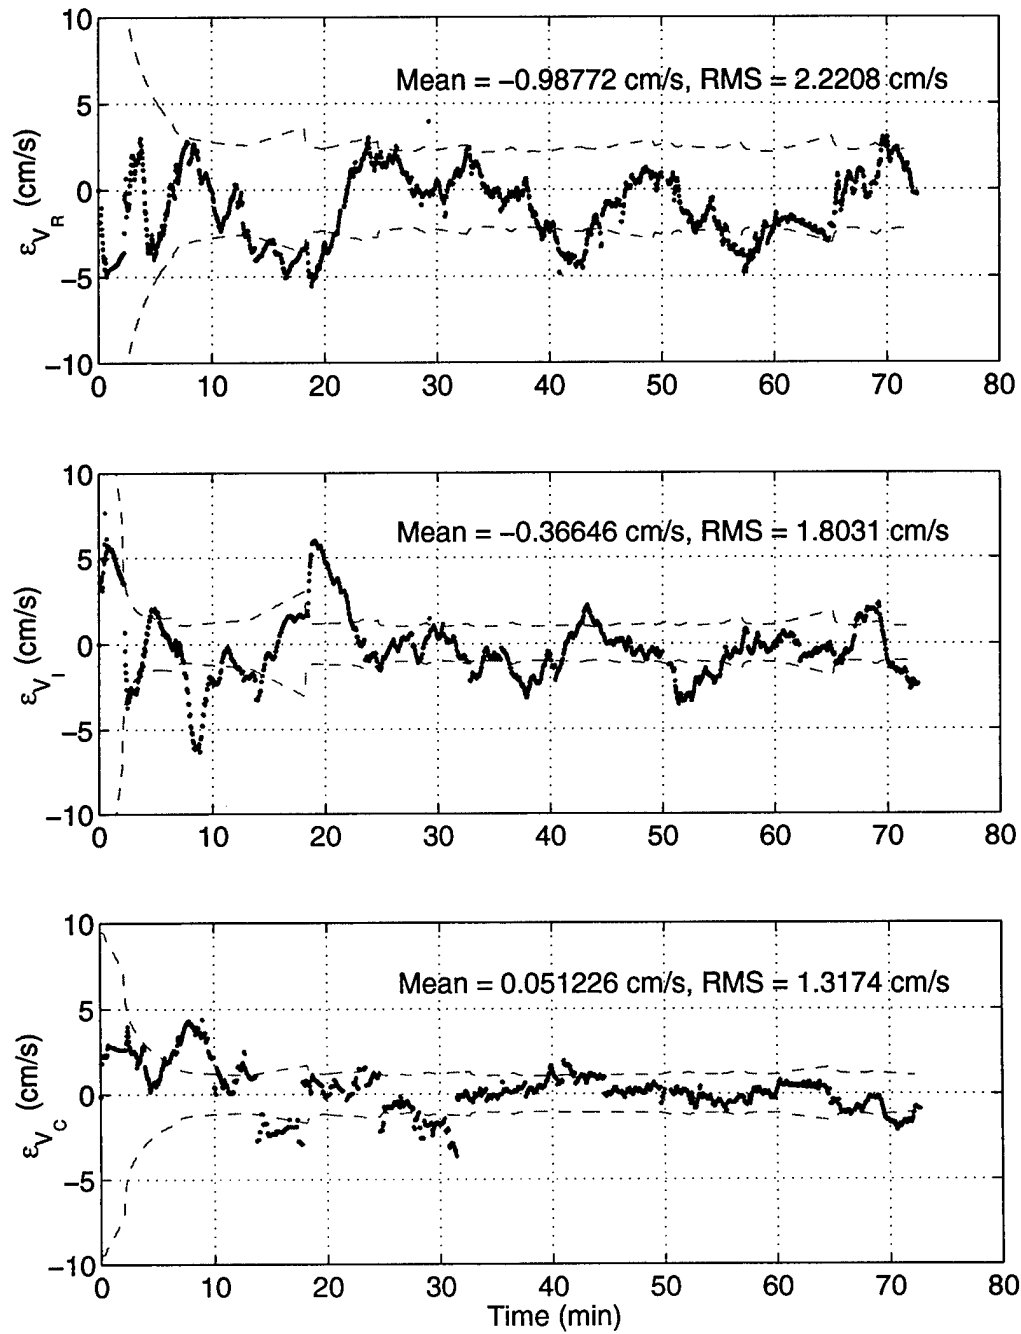 10
5
0
−5
−10
ε_{V_R} (cm/s)
Mean = −0.98772 cm/s, RMS = 2.2208 cm/s
0 10 20 30 40 50 60 70 80
10
5
0
−5
−10
ε_{V_I} (cm/s)
Mean = −0.36646 cm/s, RMS = 1.8031 cm/s
0 10 20 30 40 50 60 70 80
10
5
0
−5
−10
ε_{V_C} (cm/s)
Mean = 0.051226 cm/s, RMS = 1.3174 cm/s
0 10 20 30 40 50 60 70 80
Time (min)